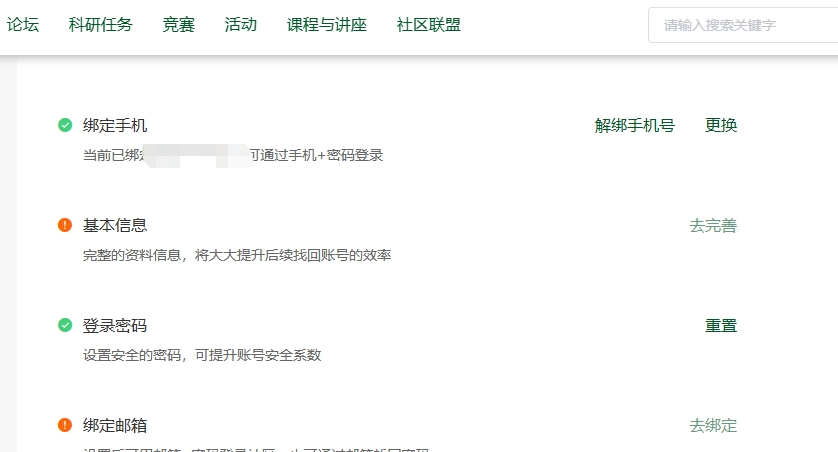 论坛 科研任务 竞赛 活动 课程与讲座 社区联盟 请输入搜索关键字
绑定手机 解绑手机号 更换
当前已绑定 可通过手机+密码登录
基本信息 去完善
完整的资料信息，将大大提升后续找回账号的效率
登录密码 重置
设置安全的密码，可提升账号安全系数
绑定邮箱 去绑定